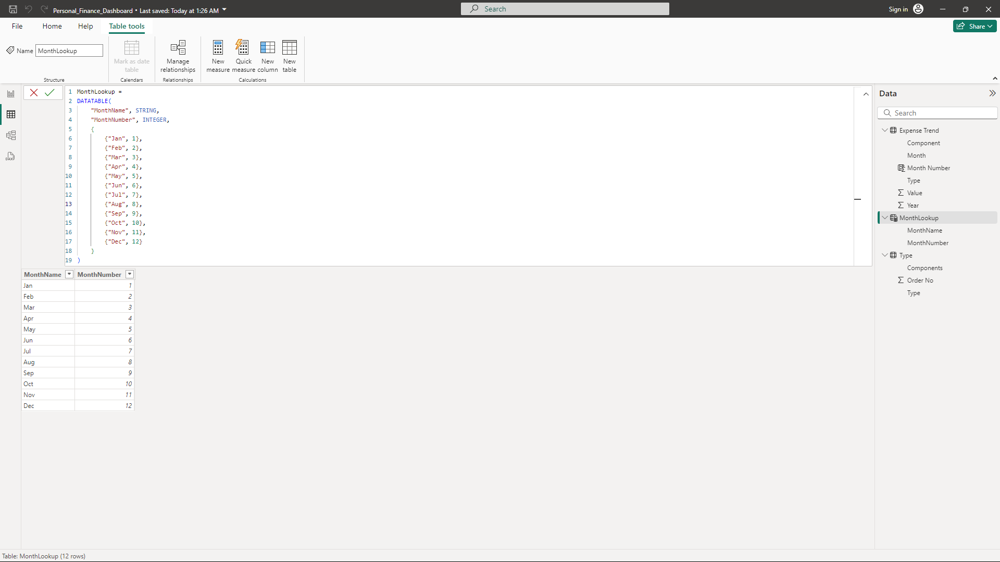 Personal_Finance_Dashboard • Last saved: Today at 1:26 AM
Search
Sign in
File Home Help Table tools
Share
Name MonthLookup
Mark as date table
Manage relationships
New measure
Quick measure
New column
New table
Structure
Calendars
Relationships
Calculations
1 MonthLookup =
2 DATATABLE(
3 "MonthName", STRING,
4 "MonthNumber", INTEGER,
5 {
6 {"Jan", 1},
7 {"Feb", 2},
8 {"Mar", 3},
9 {"Apr", 4},
10 {"May", 5},
11 {"Jun", 6},
12 {"Jul", 7},
13 {"Aug", 8},
14 {"Sep", 9},
15 {"Oct", 10},
16 {"Nov", 11},
17 {"Dec", 12}
18 }
19 )
DAX
MonthName MonthNumber
Jan 1
Feb 2
Mar 3
Apr 4
May 5
Jun 6
Jul 7
Aug 8
Sep 9
Oct 10
Nov 11
Dec 12
Data
Search
Expense Trend
Component
Month
Month Number
Type
Σ Value
Σ Year
MonthLookup
MonthName
MonthNumber
Type
Components
Σ Order No
Type
Table: MonthLookup (12 rows)